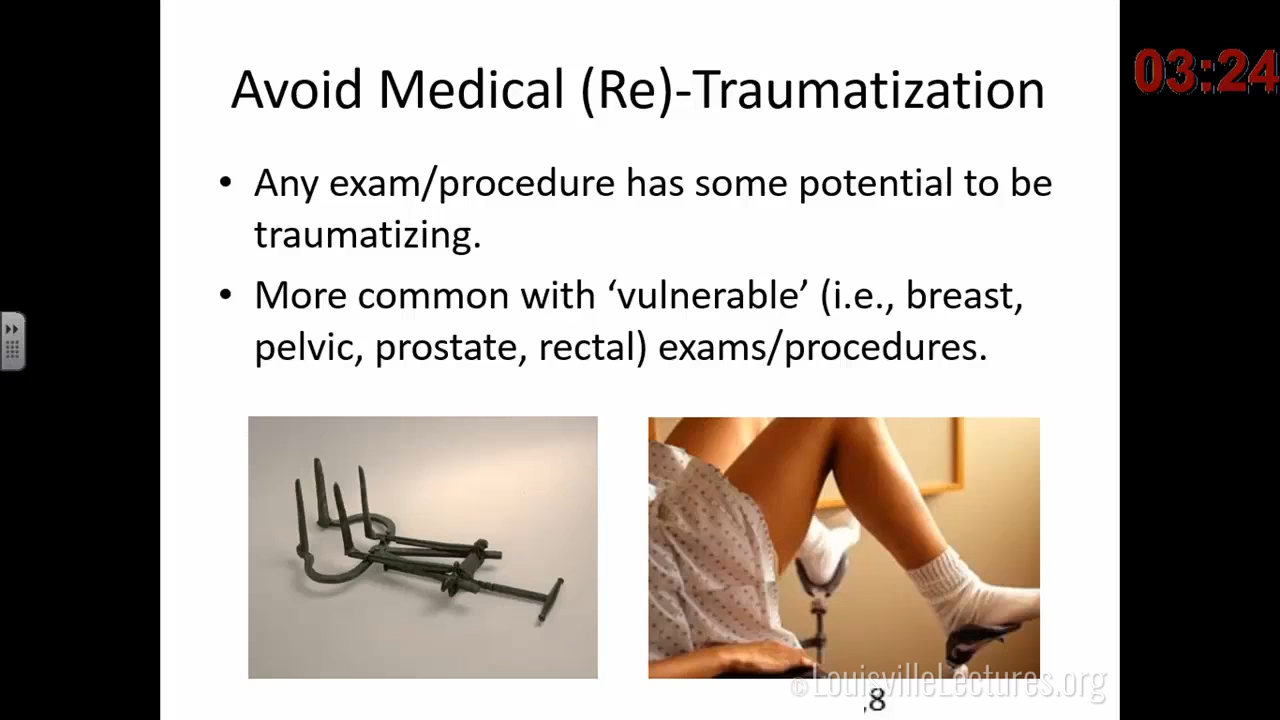 Avoid Medical (Re)-Traumatization
03:24
• Any exam/procedure has some potential to be
traumatizing.
• More common with ‘vulnerable’ (i.e., breast,
pelvic, prostate, rectal) exams/procedures.
©LouisvilleLectures.org
,8